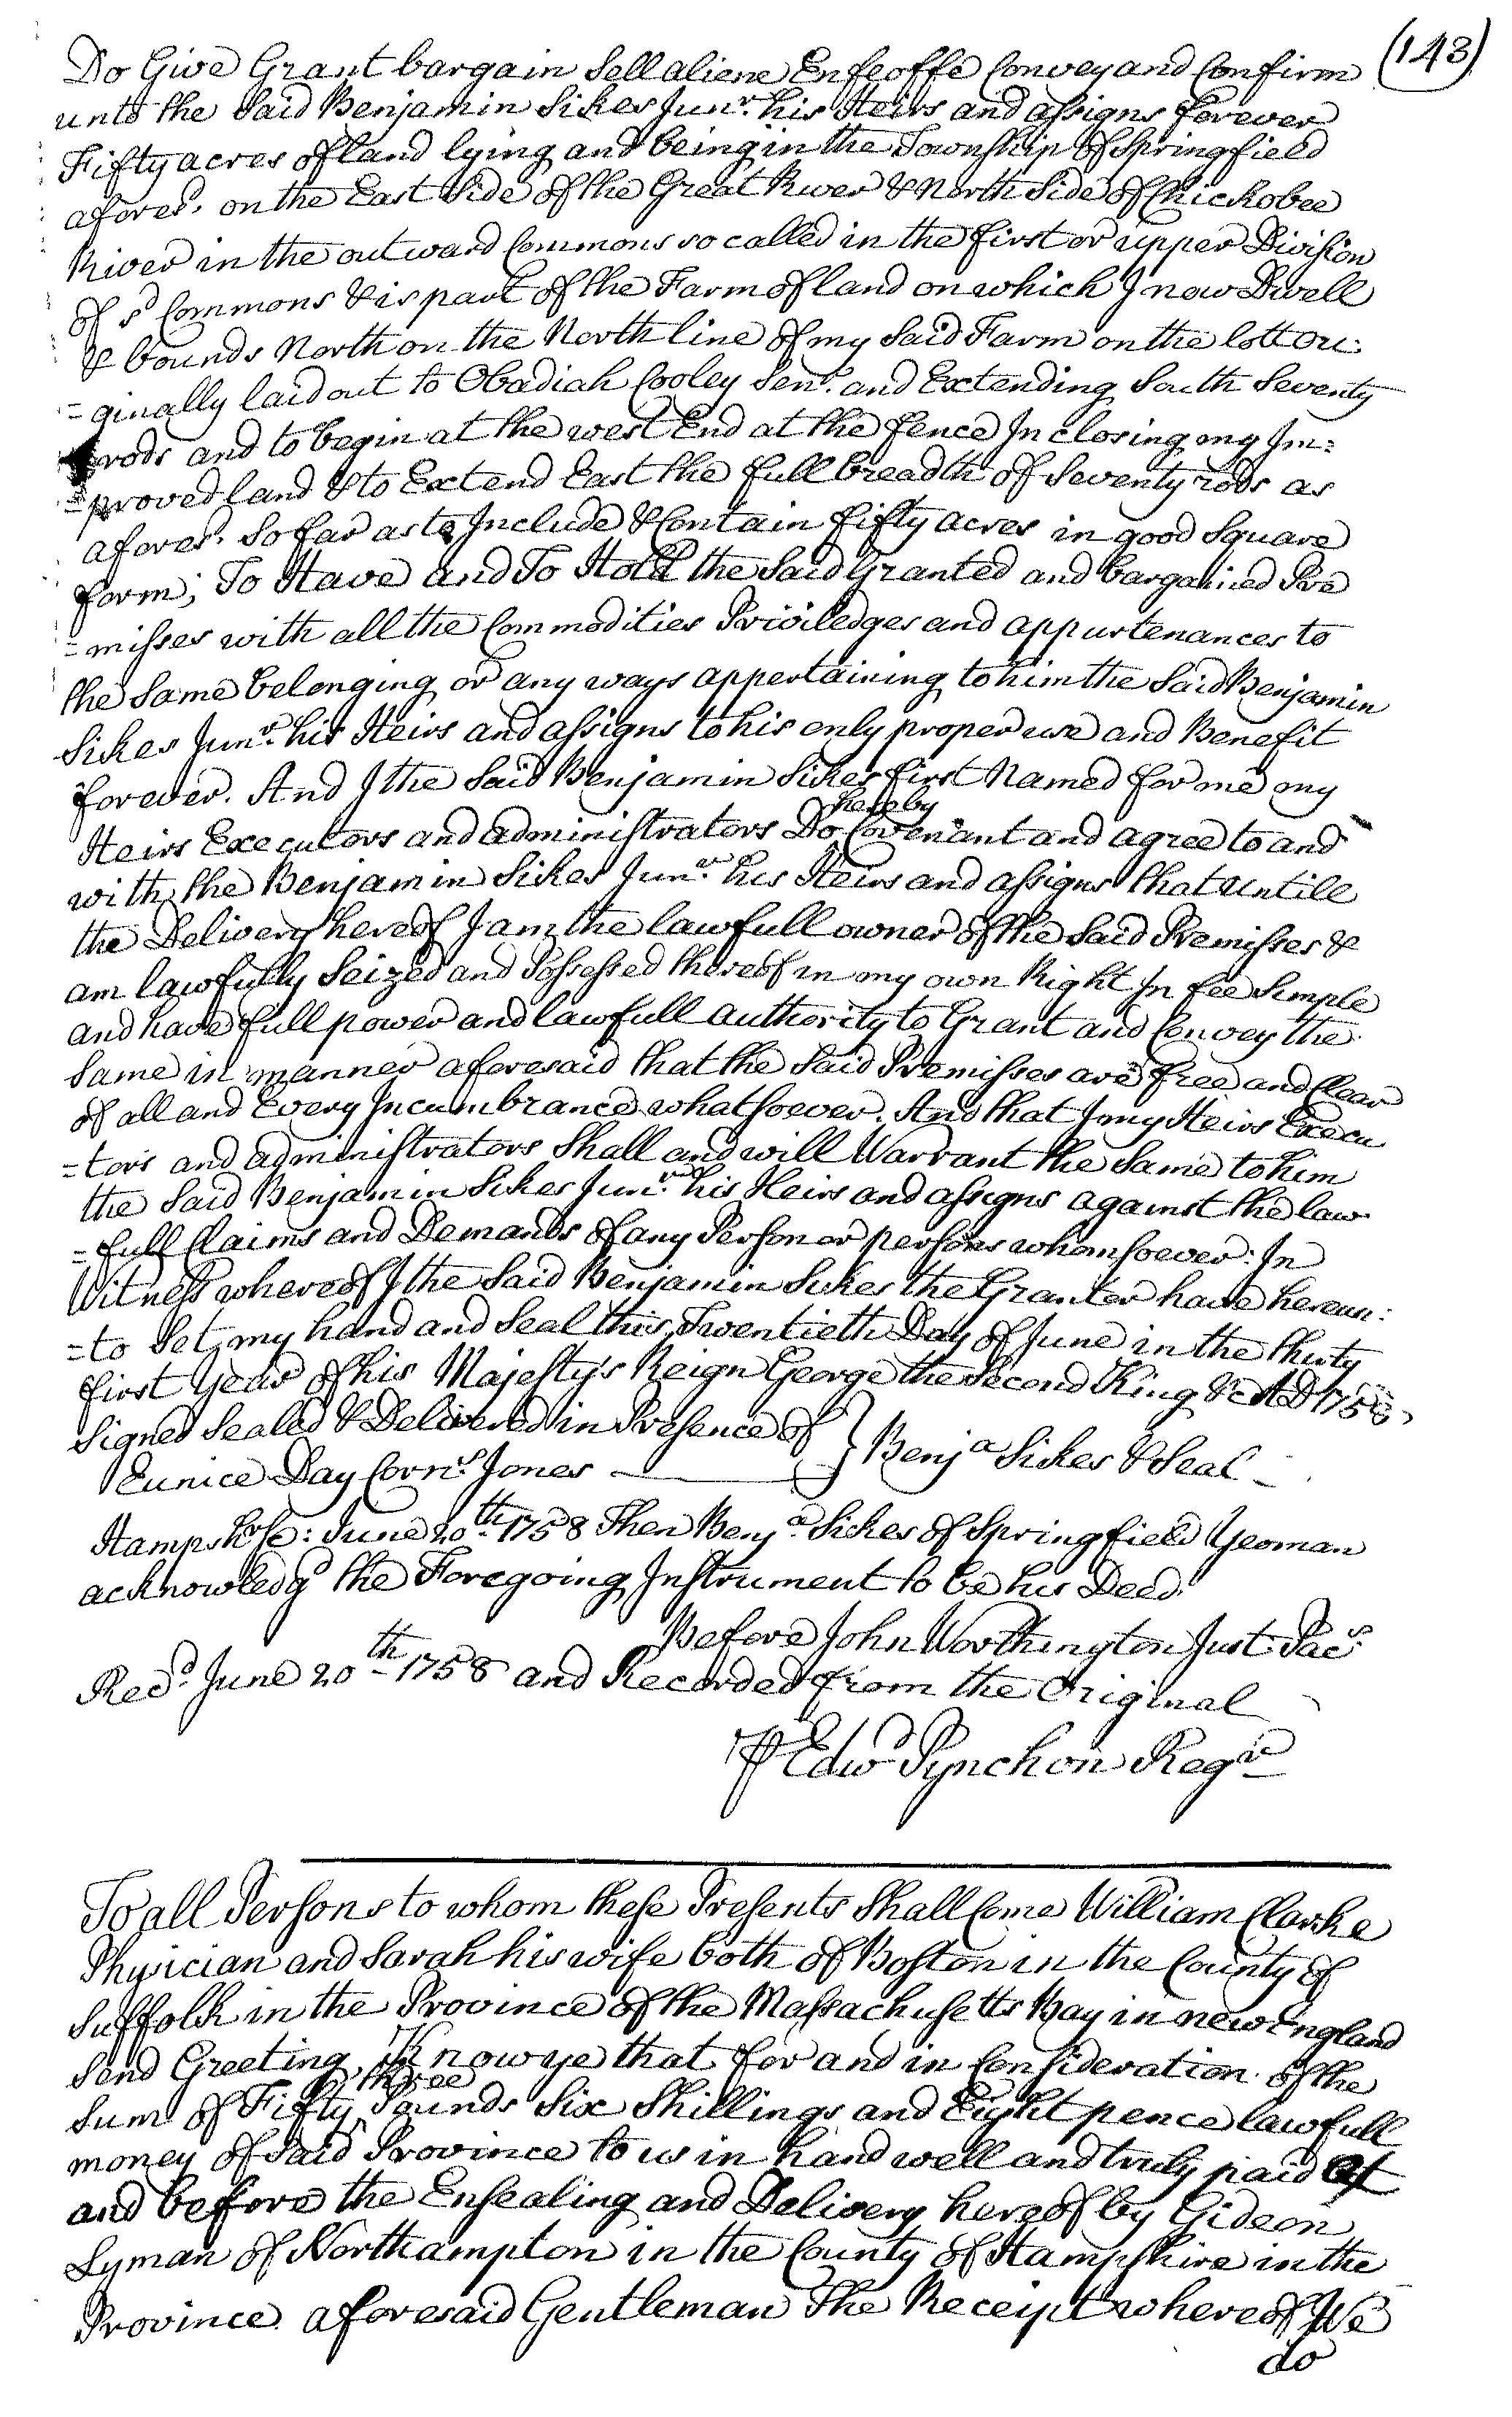 (143)
Do Give Grant bargain Sell aliene Enfeoffe Convey and Confirm
unto the Said Benjamin Sikes Junr. his Heirs and assigns forever
Fifty acres of land lying and being in the Township of Springfield
afores.d on the East Side of the Great River & North Side of Chickobee
River in the outward Commons so called in the first or upper Division
of sd Commons & is part of the Farm of land on which I now Dwell
& bounds North on the North line of my Said Farm on the lott ori:
=ginally laid out to Obadiah Cooley Senr. and Extending South Seventy
rods and to begin at the west End at the fence Inclosing my Im=
=proved land & to Extend East the full breadth of Seventy rods as
afores.d So far as to Include & Contain fifty acres in good Square
form; To Have and To Hold the Said Granted and bargained Pre
=misses with all the Commodities Priviledges and appurtenances to
the Same belonging or any ways appertaining to him the Said Benjamin
Sikes Junr. his Heirs and assigns to his only proper use and Benefit
forever. And I the Said Benjamin Sikes first Named for me my
Heirs Executors and administrators Do hereby Covenant and agree to and
with the Benjamin Sikes Junr. his Heirs and assigns that untill
the Delivery hereof I am the lawfull owner of the Said Premisses &
am lawfully Seized and Possessed thereof in my own Right In fee Simple
and have full power and lawfull authority to Grant and Convey the
Same in manner aforesaid that the Said Premisses are free and Clear
of all and Every Incumbrance whatsoever. And that I my Heirs Execu
=tors and administrators Shall and will Warrant the Same to him
the Said Benjamin Sikes Junr. his Heirs and assigns against the law
=full Claims and Demands of any Person or persons whomsoever: In
Witness whereof I the Said Benjamin Sikes the Granter have hereun:
=to Set my hand and Seal this Twentieth Day of June in the thirty
first Year of his Majesty's Reign George the Second King &c AD 1758
Signed Sealed & Delivered in Presence of } Benja Sikes & Seal
Eunice Day Corns. Jones
Hampshr. Ss: June 20th 1758 Then Benja. Sikes of Springfield Yeoman
acknowledgd the Foregoing Instrument to be his Deed
Before John Worthington Just. Pacs.
Recd. June 20th 1758 and Recorded from the Original
P Edwd Pynchon Regr
To all Persons to whom these Presents Shall Come William Clarke
Physician and Sarah his wife both of Boston in the County of
Suffolk in the Province of the Massachusetts Bay in new England
Send Greeting, Know ye that for and in Consideration of the
Sum of Fifty three Pounds Six Shillings and Eight pence lawfull
money of Said Province to us in hand well and truly paid at
and before the Ensealing and Delivery hereof by Gideon
Lyman of Northampton in the County of Hampshire in the
Province aforesaid Gentleman The Receipt whereof We
do